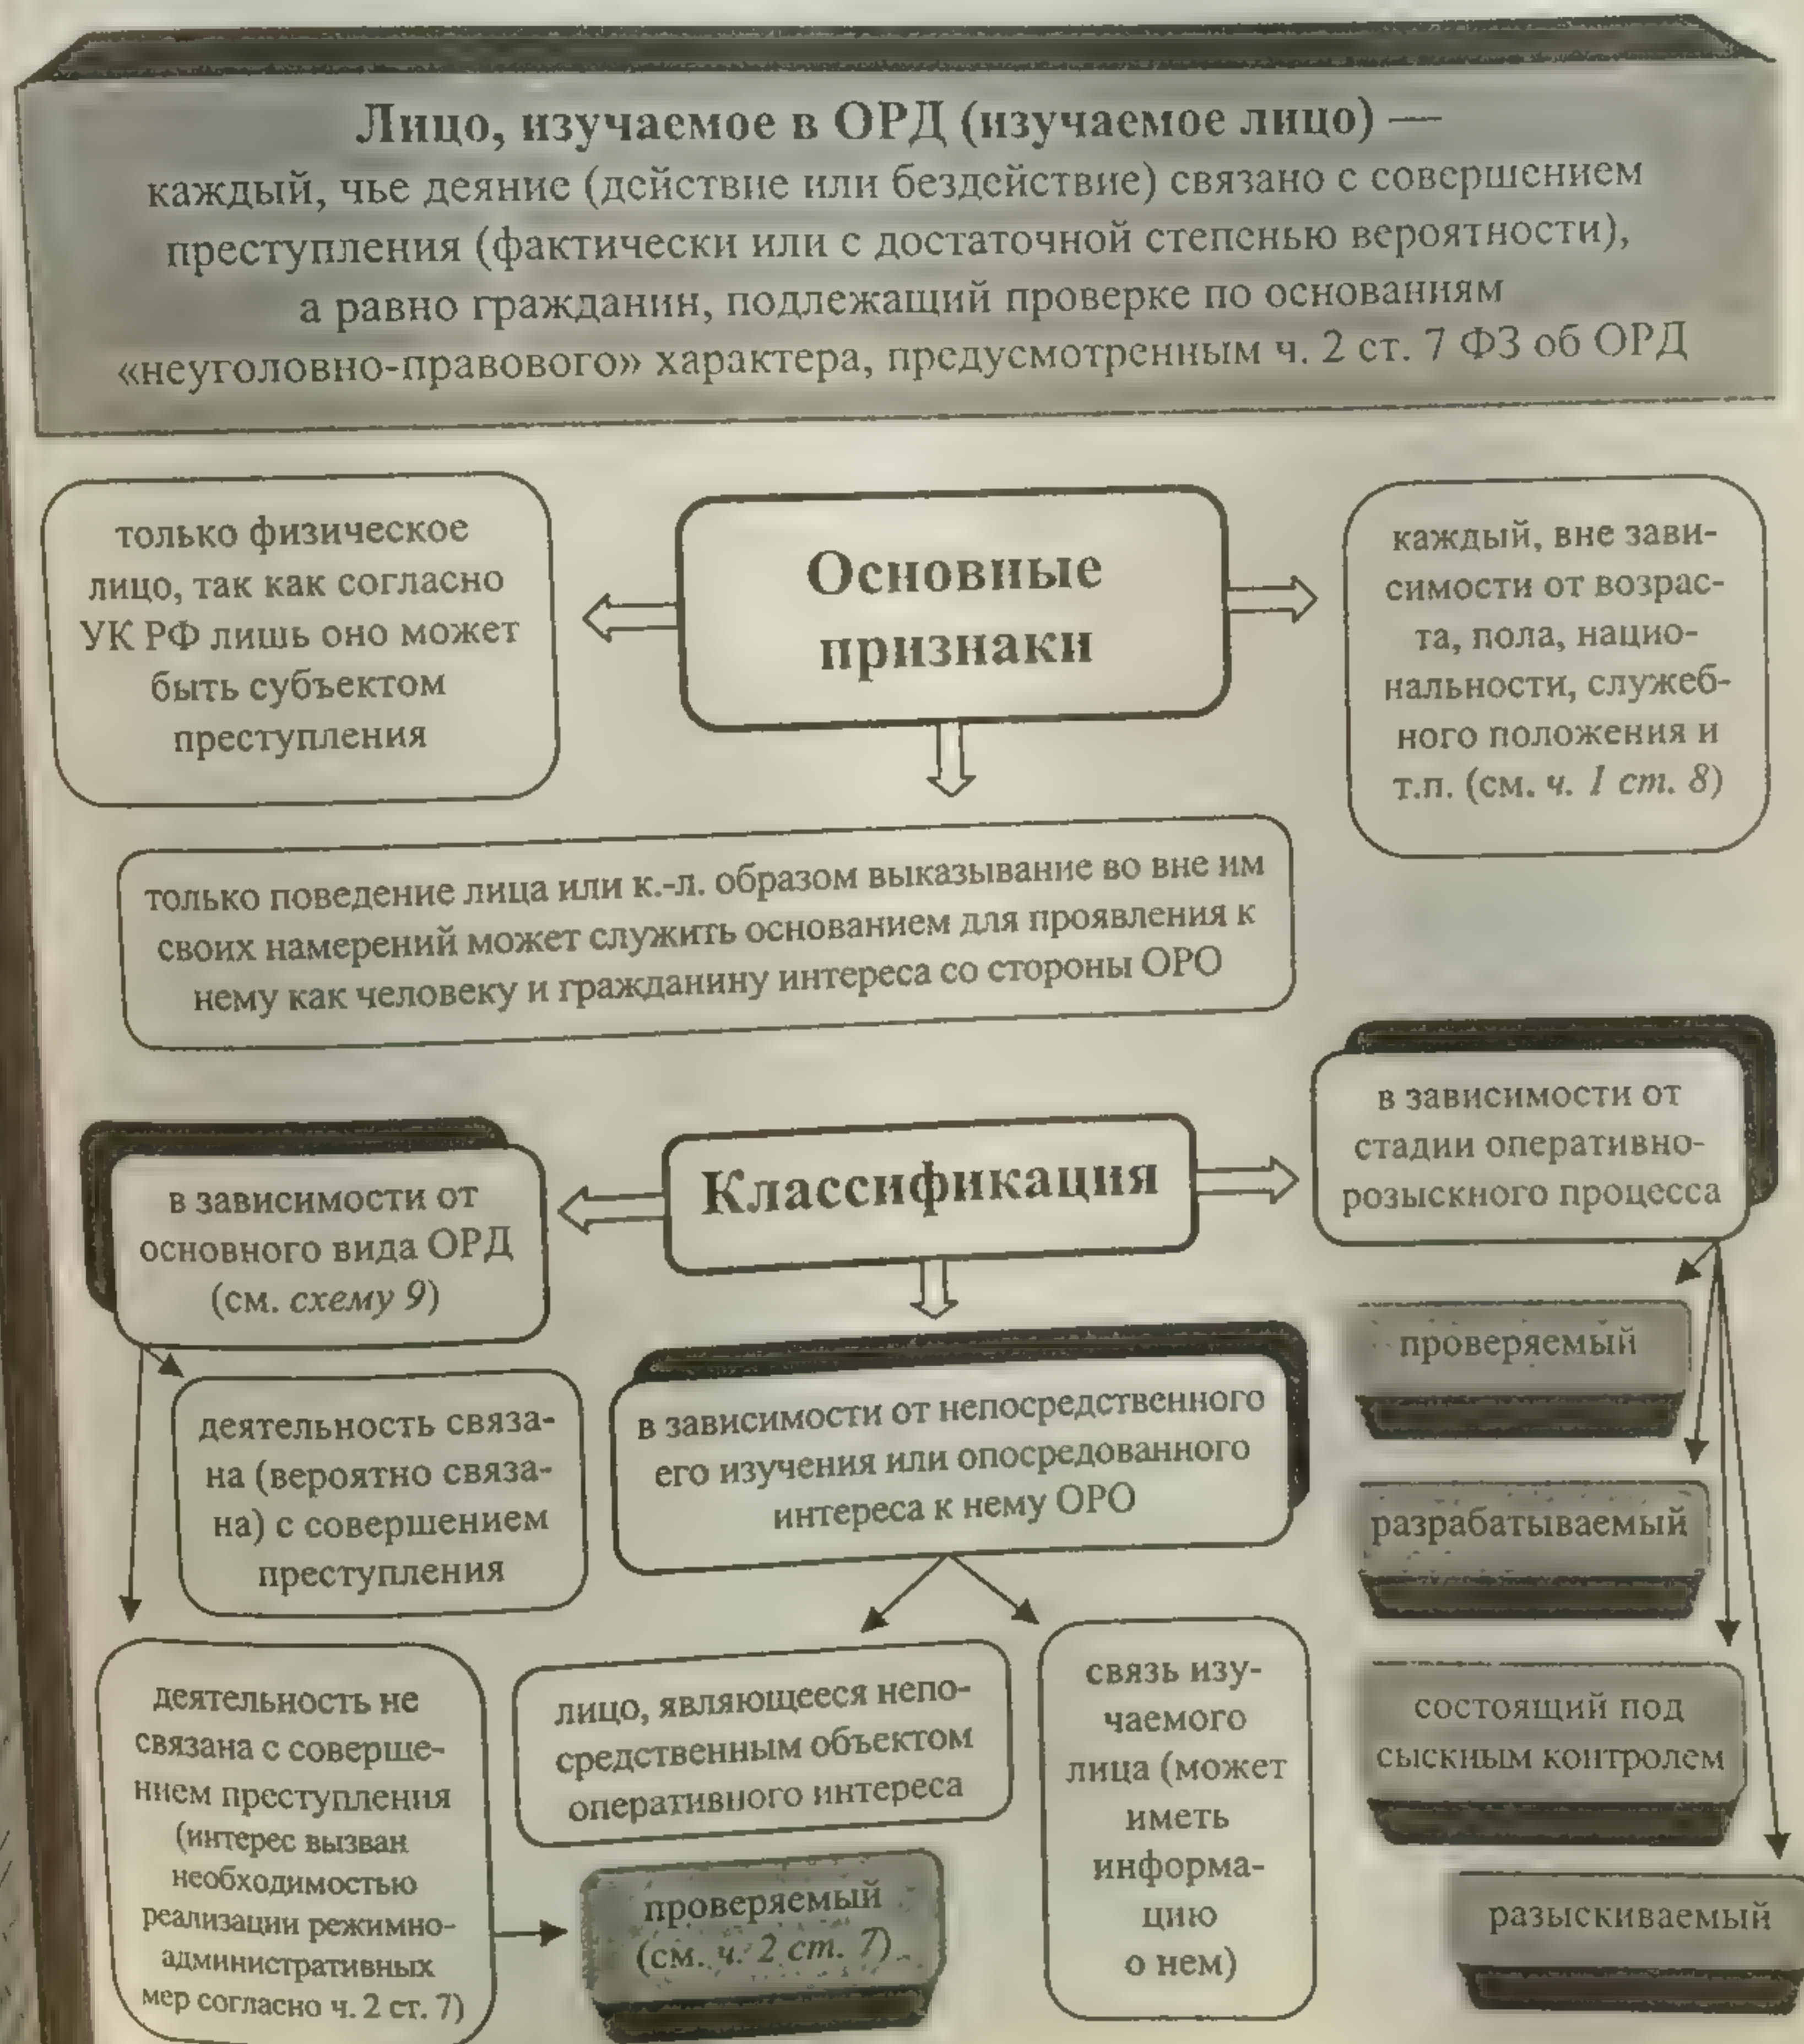 Лицо, изучаемое в ОРД (изучаемое лицо) —
каждый, чье деяние (действие или бездействие) связано с совершением
преступления (фактически или с достаточной степенью вероятности),
а равно гражданин, подлежащий проверке по основаниям
«неуголовно-правового» характера, предусмотренным ч. 2 ст. 7 ФЗ об ОРД
Основные
признаки
только физическое
лицо, так как согласно
УК РФ лишь оно может
быть субъектом
преступления
каждый, вне зави-
симости от возрас-
та, пола, нацио-
нальности, служеб-
ного положения и
т.п. (см. ч. 1 ст. 8)
только поведение лица или к.-л. образом выказывание во вне им
своих намерений может служить основанием для проявления к
нему как человеку и гражданину интереса со стороны ОРО
Классификация
в зависимости от
основного вида ОРД
(см. схему 9)
деятельность связа-
на (вероятно связа-
на) с совершением
преступления
деятельность не
связана с соверше-
нием преступления
(интерес вызван
необходимостью
реализации режимно-
административных
мер согласно ч. 2 ст. 7)
проверяемый
(см. ч. 2 ст. 7)
в зависимости от непосредственного
его изучения или опосредованного
интереса к нему ОРО
лицо, являющееся непо-
средственным объектом
оперативного интереса
связь изу-
чаемого
лица (может
иметь
информа-
цию
о нем)
в зависимости от
стадии оперативно-
розыскного процесса
проверяемый
разрабатываемый
состоящий под
сыскным контролем
разыскиваемый